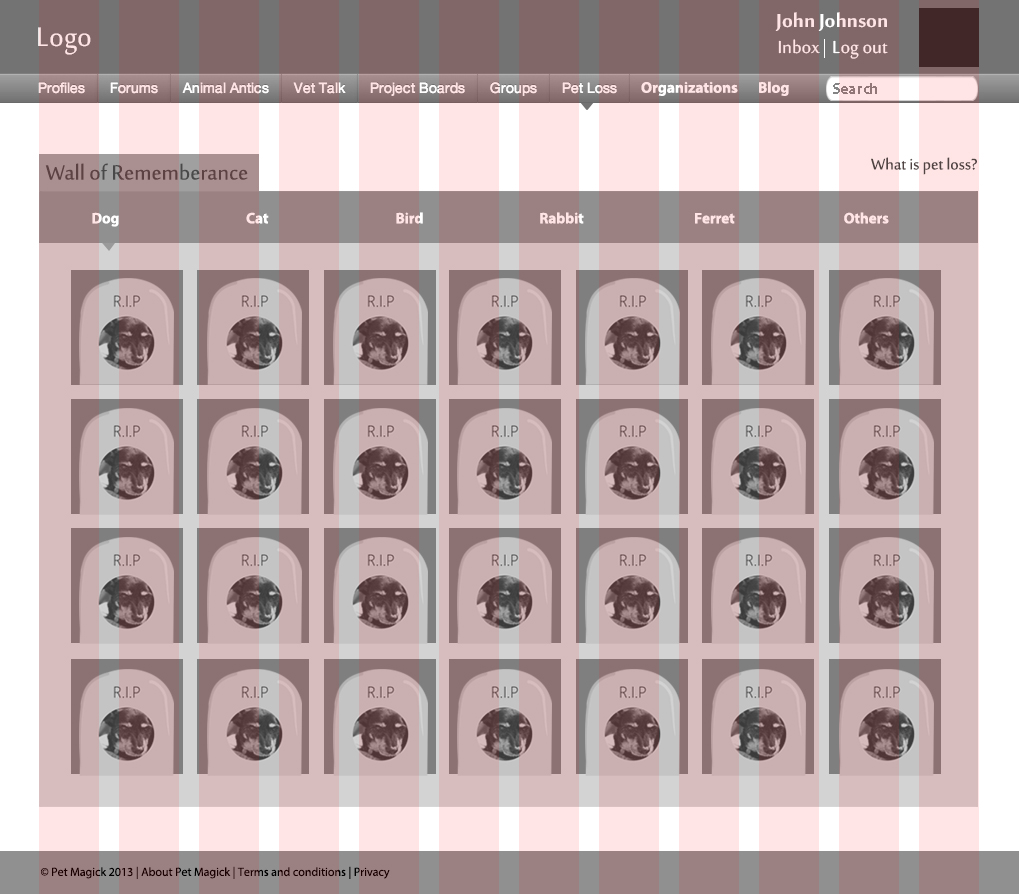 Logo
John Johnson
Inbox | Log out
Profiles Forums Animal Antics Vet Talk Project Boards Groups Pet Loss Organizations Blog Search
Wall of Rememberance
What is pet loss?
Dog Cat Bird Rabbit Ferret Others
R.I.P R.I.P R.I.P R.I.P R.I.P R.I.P R.I.P
R.I.P R.I.P R.I.P R.I.P R.I.P R.I.P R.I.P
R.I.P R.I.P R.I.P R.I.P R.I.P R.I.P R.I.P
R.I.P R.I.P R.I.P R.I.P R.I.P R.I.P R.I.P
© Pet Magick 2013 | About Pet Magick | Terms and conditions | Privacy